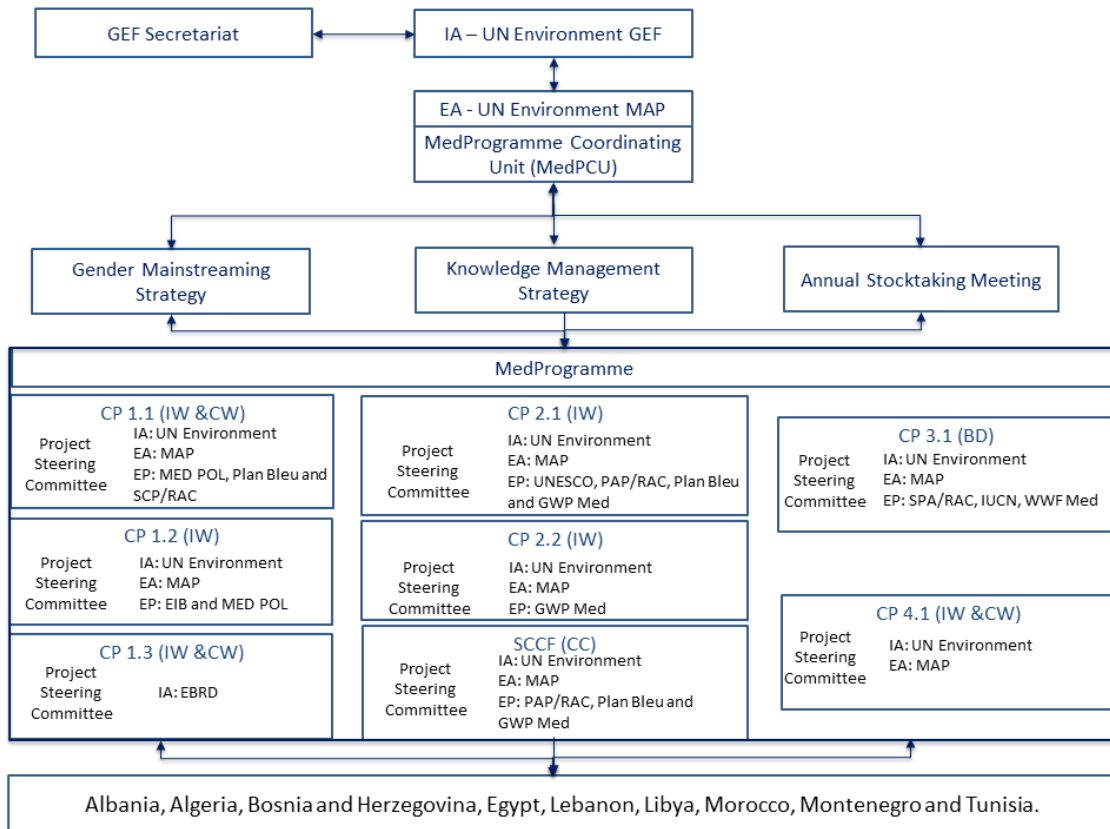 GEF Secretariat
IA – UN Environment GEF
EA - UN Environment MAP
MedProgramme Coordinating
Unit (MedPCU)
Gender Mainstreaming
Strategy
Knowledge Management
Strategy
Annual Stocktaking Meeting
MedProgramme
CP 1.1 (IW &CW)
Project
Steering
Committee
IA: UN Environment
EA: MAP
EP: MED POL, Plan Bleu and
SCP/RAC
CP 1.2 (IW)
Project
Steering
Committee
IA: UN Environment
EA: MAP
EP: EIB and MED POL
CP 1.3 (IW &CW)
Project
Steering
Committee
IA: EBRD
CP 2.1 (IW)
Project
Steering
Committee
IA: UN Environment
EA: MAP
EP: UNESCO, PAP/RAC, Plan Bleu
and GWP Med
CP 2.2 (IW)
Project
Steering
Committee
IA: UN Environment
EA: MAP
EP: GWP Med
SCCF (CC)
Project
Steering
Committee
IA: UN Environment
EA: MAP
EP: PAP/RAC, Plan Bleu and
GWP Med
CP 3.1 (BD)
Project
Steering
Committee
IA: UN Environment
EA: MAP
EP: SPA/RAC, IUCN, WWF Med
CP 4.1 (IW &CW)
Project
Steering
Committee
IA: UN Environment
EA: MAP
Albania, Algeria, Bosnia and Herzegovina, Egypt, Lebanon, Libya, Morocco, Montenegro and Tunisia.